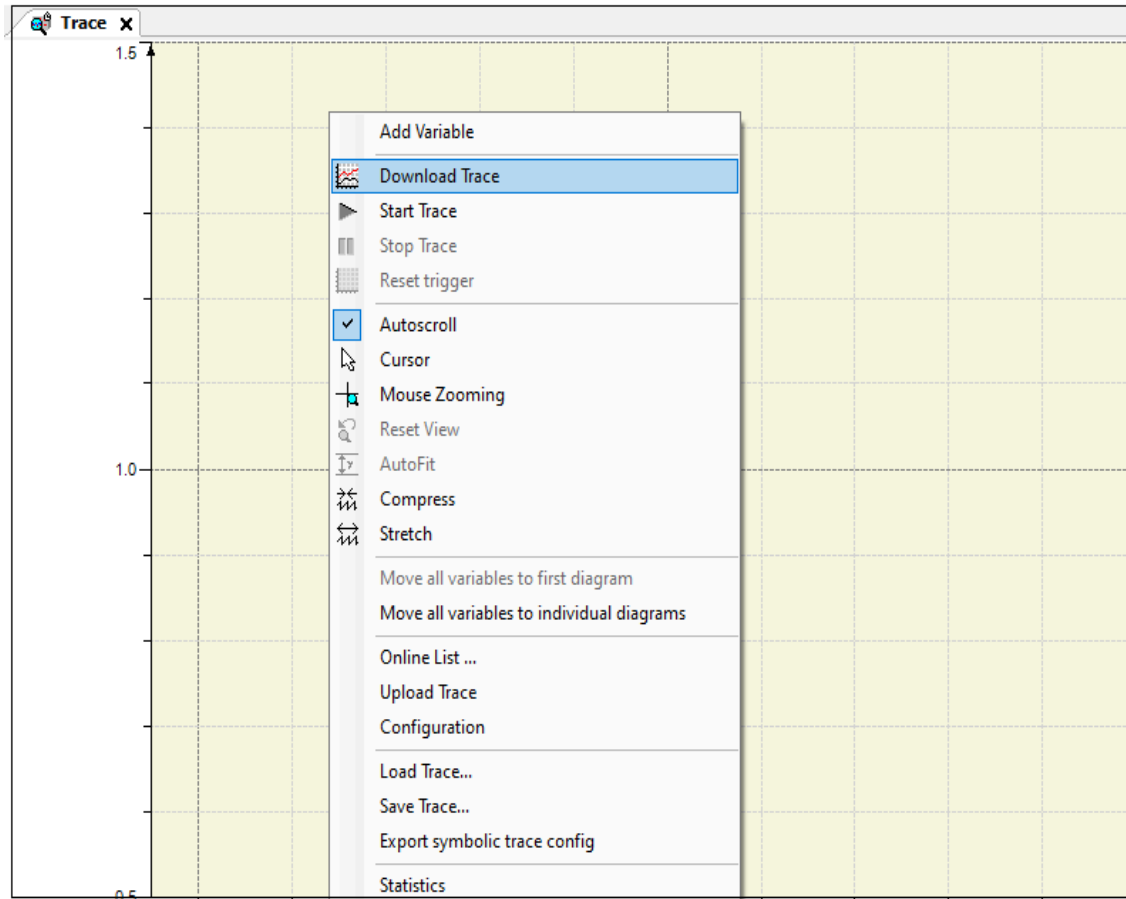 Trace
1.5
Add Variable
Download Trace
Start Trace
Stop Trace
Reset trigger
Autoscroll
Cursor
Mouse Zooming
Reset View
1.0
AutoFit
Compress
Stretch
Move all variables to first diagram
Move all variables to individual diagrams
Online List ...
Upload Trace
Configuration
Load Trace...
Save Trace...
Export symbolic trace config
Statistics
0.5